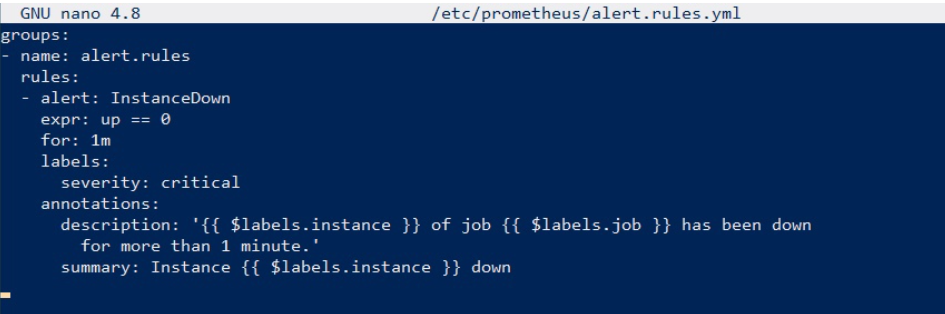 GNU nano 4.8 /etc/prometheus/alert.rules.yml
groups:
- name: alert.rules
  rules:
  - alert: InstanceDown
    expr: up == 0
    for: 1m
    labels:
      severity: critical
    annotations:
      description: '{{ $labels.instance }} of job {{ $labels.job }} has been down
        for more than 1 minute.'
      summary: Instance {{ $labels.instance }} down